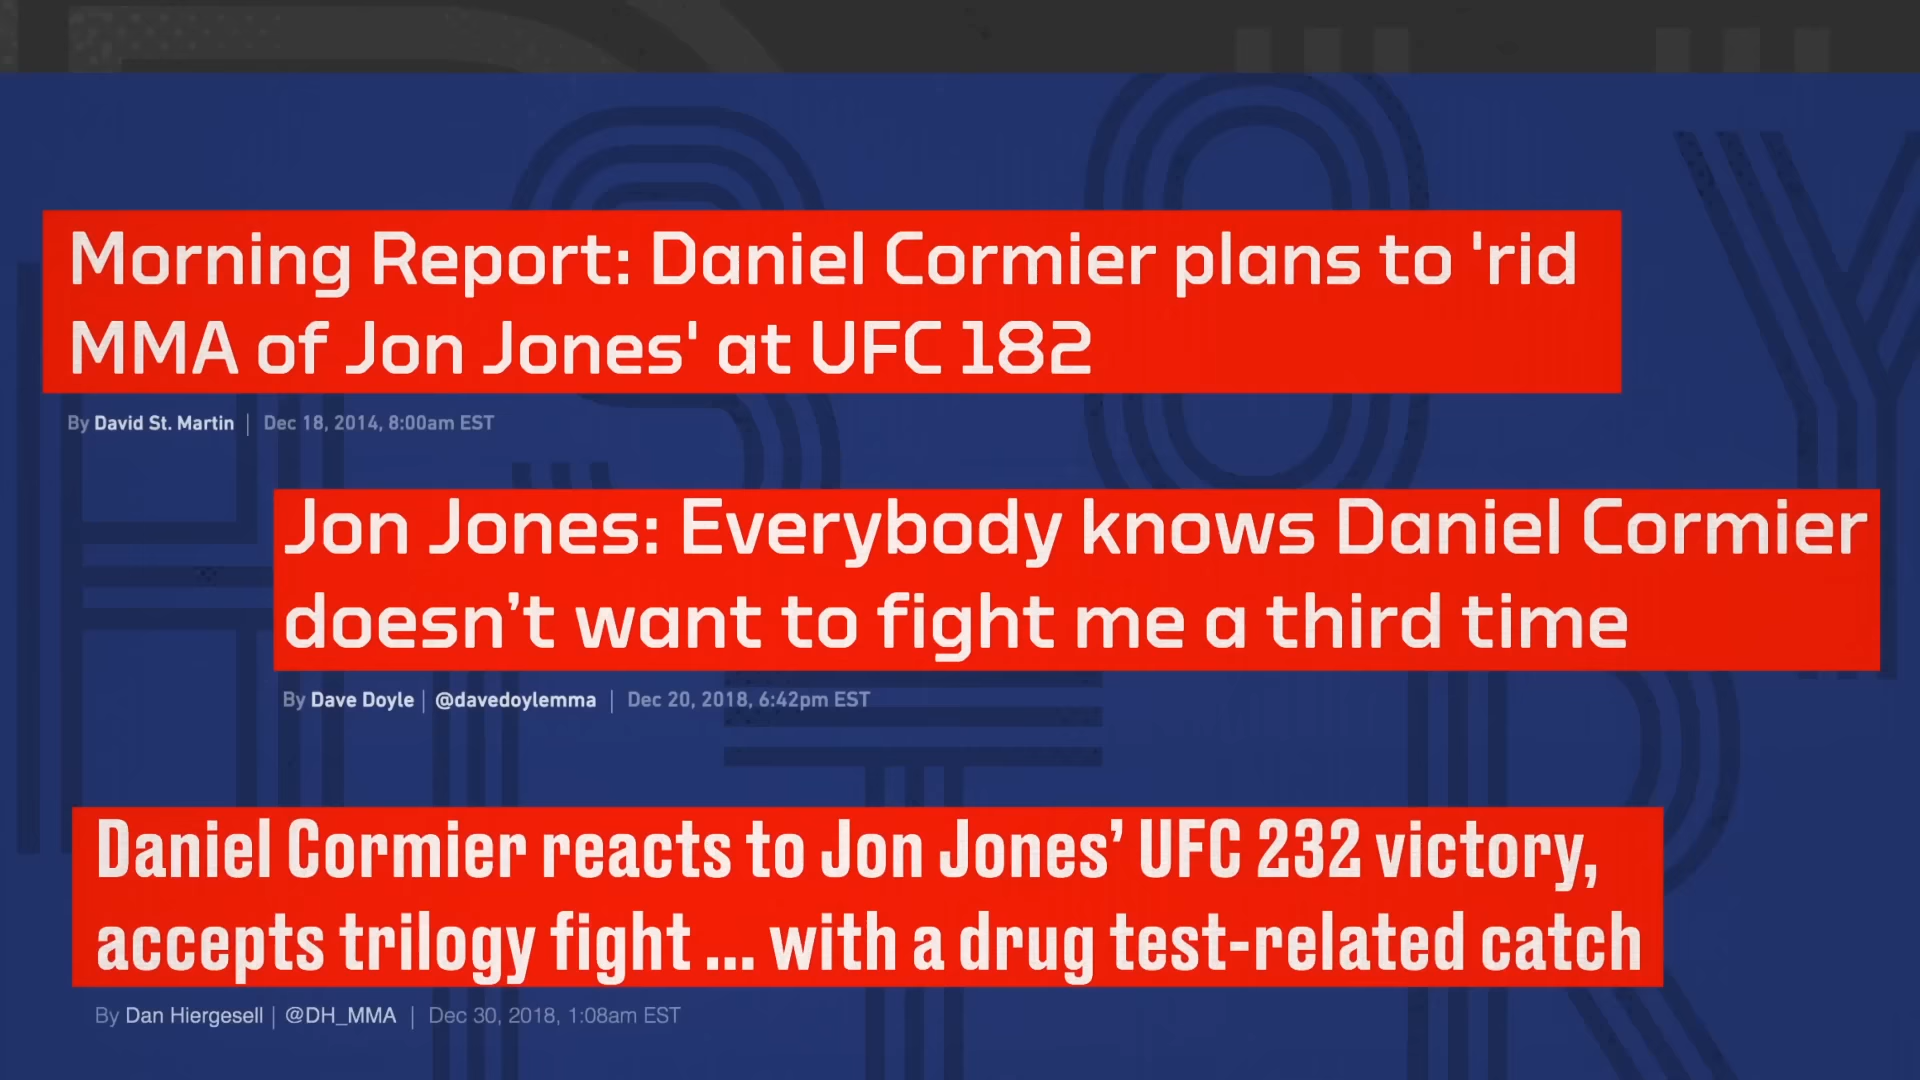 Morning Report: Daniel Cormier plans to 'rid
MMA of Jon Jones' at UFC 182
By David St. Martin | Dec 18, 2014, 8:00am EST
Jon Jones: Everybody knows Daniel Cormier
doesn’t want to fight me a third time
By Dave Doyle | @davedoylemma | Dec 20, 2018, 6:42pm EST
Daniel Cormier reacts to Jon Jones’ UFC 232 victory,
accepts trilogy fight ... with a drug test-related catch
By Dan Hiergesell | @DH_MMA | Dec 30, 2018, 1:08am EST